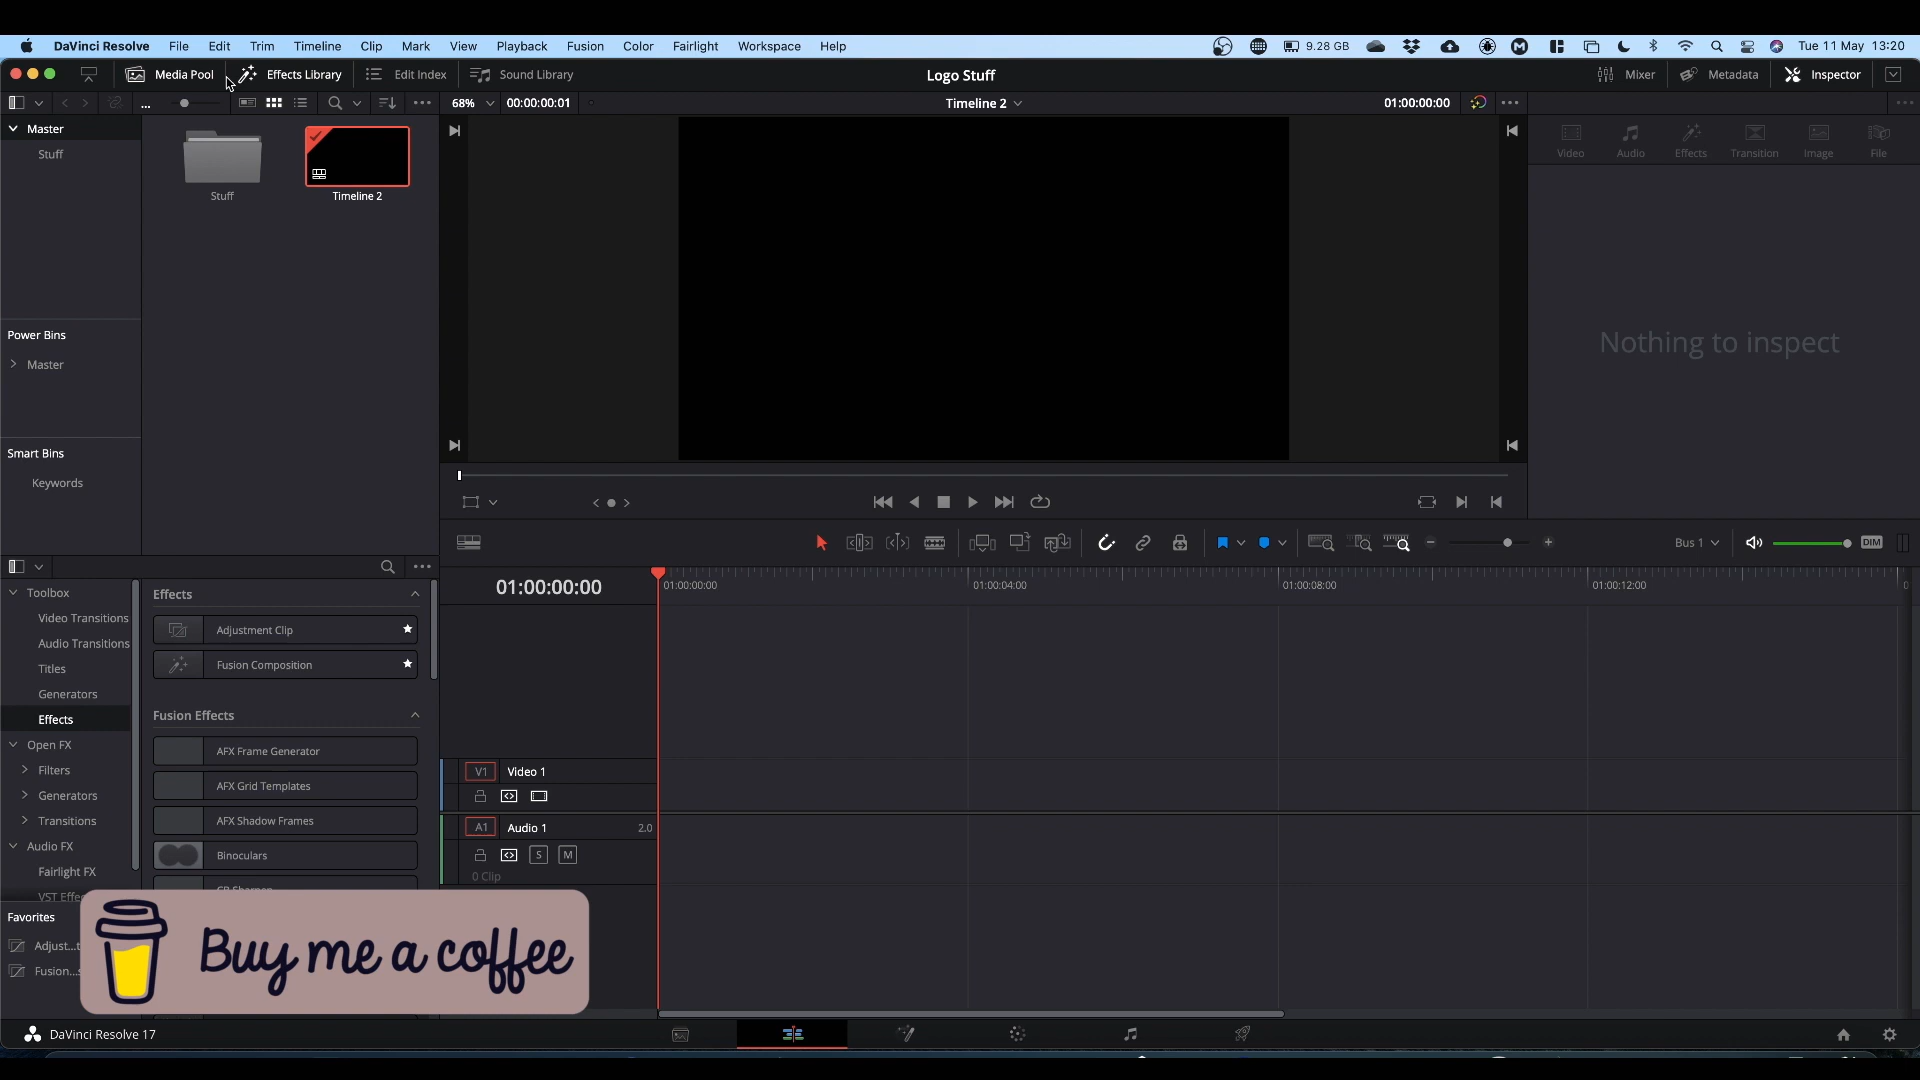 DaVinci Resolve File Edit Trim Timeline Clip Mark View Playback Fusion Color Fairlight Workspace Help 9.28 GB Tue 11 May 13:20
Media Pool Effects Library Edit Index Sound Library Logo Stuff Mixer Metadata Inspector
... 68% 00:00:00:01 Timeline 2 01:00:00:00
Master
Stuff
Stuff Timeline 2
Video Audio Effects Transition Image File
Nothing to inspect
Power Bins
Master
Smart Bins
Keywords
Bus 1 DIM
01:00:00:00 01:00:00:00 01:00:04:00 01:00:08:00 01:00:12:00 0
Toolbox
Video Transitions
Audio Transitions
Titles
Generators
Effects
Open FX
Filters
Generators
Transitions
Audio FX
Fairlight FX
Effects
Adjustment Clip
Fusion Composition
Fusion Effects
AFX Frame Generator
AFX Grid Templates
AFX Shadow Frames
Binoculars
V1 Video 1
A1 Audio 1 2.0
S M
0 Clip
Favorites
Adjust...t
Fusion...s
Buy me a coffee
DaVinci Resolve 17